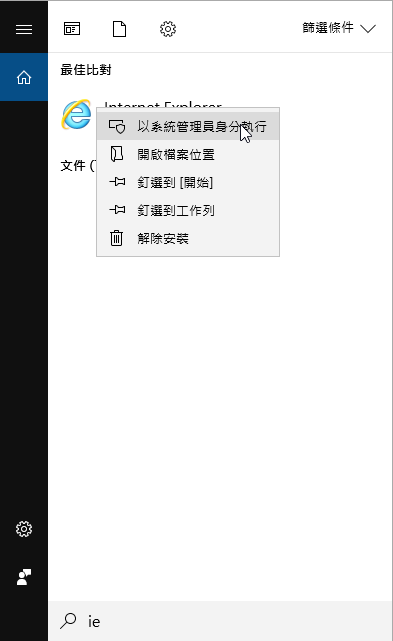 篩選條件
最佳比對
Internet Explorer
以系統管理員身分執行
開啟檔案位置
文件 (
釘選到 [開始]
釘選到工作列
解除安裝
ie